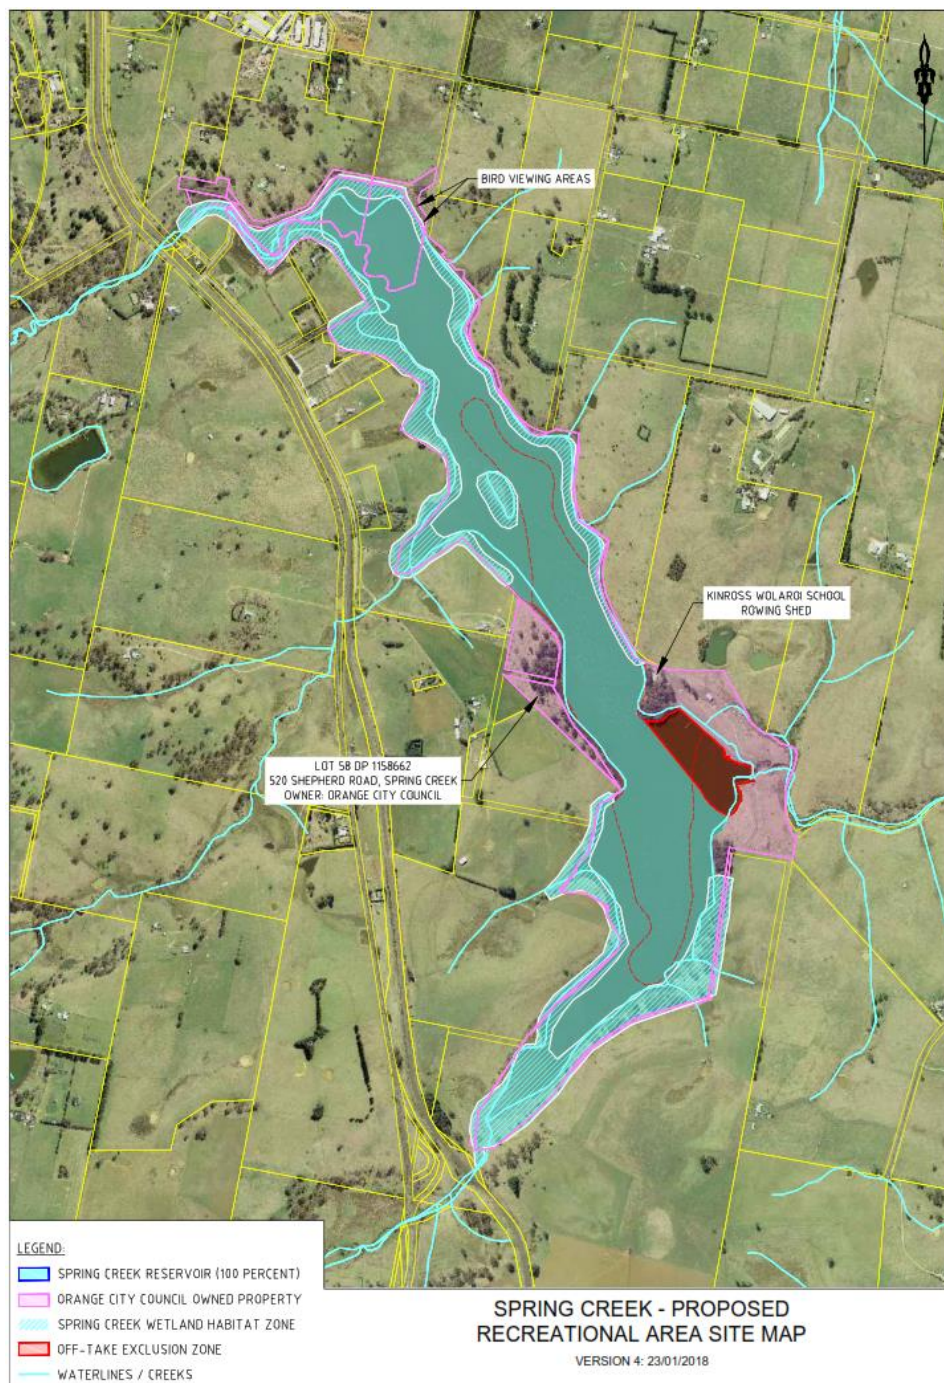 BIRD VIEWING AREAS
KINROSS WOLAROI SCHOOL
ROWING SHED
LOT 58 DP 1158662
520 SHEPHERD ROAD, SPRING CREEK
OWNER: ORANGE CITY COUNCIL
LEGEND:
SPRING CREEK RESERVOIR (100 PERCENT)
ORANGE CITY COUNCIL OWNED PROPERTY
SPRING CREEK WETLAND HABITAT ZONE
OFF-TAKE EXCLUSION ZONE
WATERLINES / CREEKS
SPRING CREEK - PROPOSED
RECREATIONAL AREA SITE MAP
VERSION 4: 23/01/2018